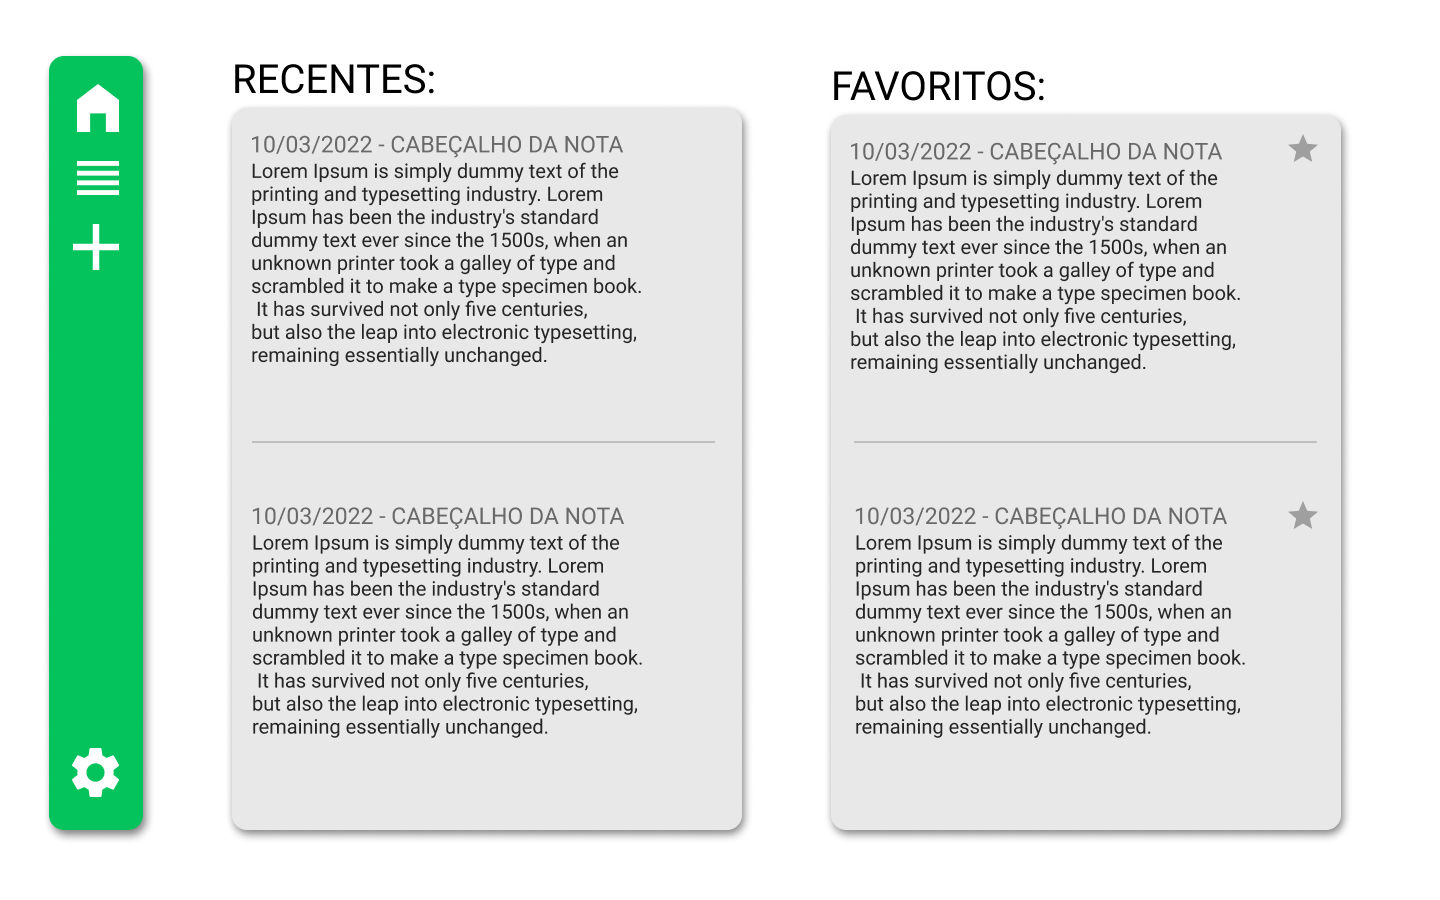 RECENTES:
10/03/2022 - CABEÇALHO DA NOTA
Lorem Ipsum is simply dummy text of the
printing and typesetting industry. Lorem
Ipsum has been the industry's standard
dummy text ever since the 1500s, when an
unknown printer took a galley of type and
scrambled it to make a type specimen book.
It has survived not only five centuries,
but also the leap into electronic typesetting,
remaining essentially unchanged.
10/03/2022 - CABEÇALHO DA NOTA
Lorem Ipsum is simply dummy text of the
printing and typesetting industry. Lorem
Ipsum has been the industry's standard
dummy text ever since the 1500s, when an
unknown printer took a galley of type and
scrambled it to make a type specimen book.
It has survived not only five centuries,
but also the leap into electronic typesetting,
remaining essentially unchanged.
FAVORITOS:
10/03/2022 - CABEÇALHO DA NOTA
Lorem Ipsum is simply dummy text of the
printing and typesetting industry. Lorem
Ipsum has been the industry's standard
dummy text ever since the 1500s, when an
unknown printer took a galley of type and
scrambled it to make a type specimen book.
It has survived not only five centuries,
but also the leap into electronic typesetting,
remaining essentially unchanged.
10/03/2022 - CABEÇALHO DA NOTA
Lorem Ipsum is simply dummy text of the
printing and typesetting industry. Lorem
Ipsum has been the industry's standard
dummy text ever since the 1500s, when an
unknown printer took a galley of type and
scrambled it to make a type specimen book.
It has survived not only five centuries,
but also the leap into electronic typesetting,
remaining essentially unchanged.